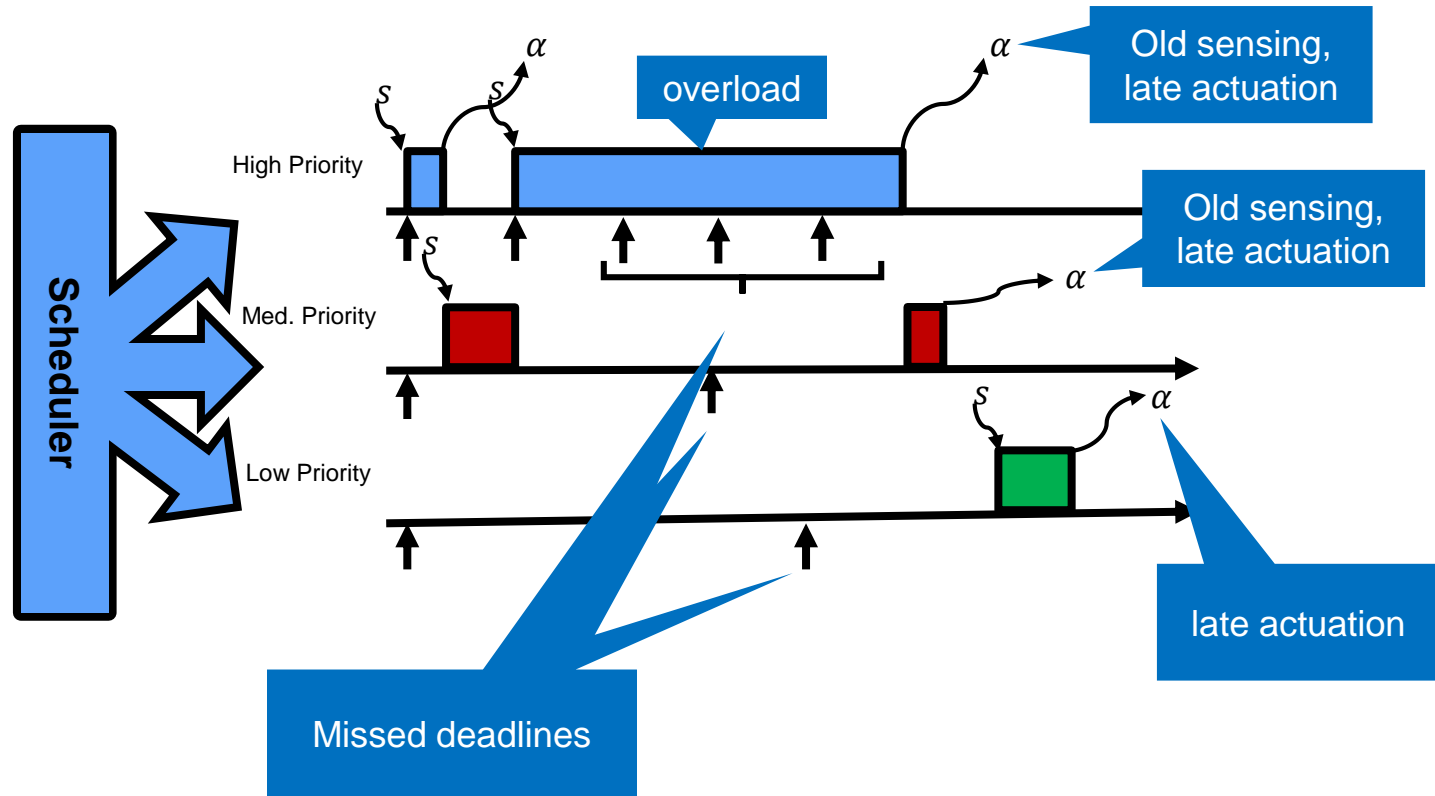 s
α
s
overload
α
Old sensing,
late actuation
High Priority
Scheduler
s
Med. Priority
α
Old sensing,
late actuation
Low Priority
s
α
late actuation
Missed deadlines